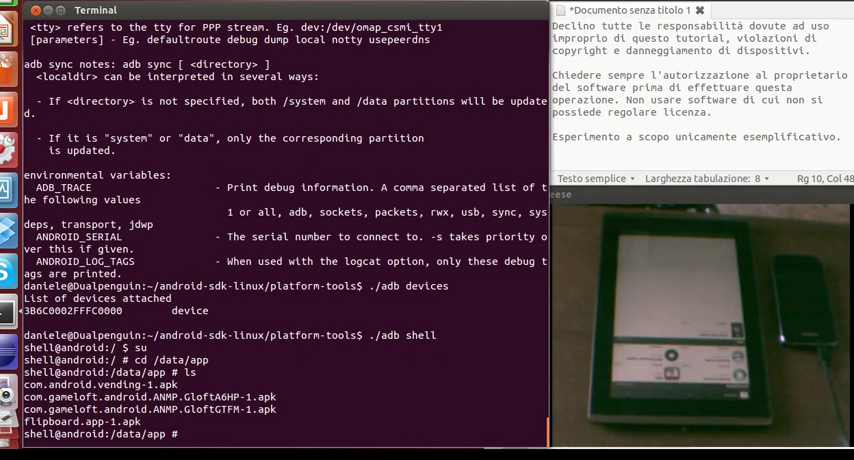 Terminal
<tty> refers to the tty for PPP stream. Eg. dev:/dev/omap_csmi_tty1
[parameters] - Eg. defaultroute debug dump local notty usepeerdns
adb sync notes: adb sync [ <directory> ]
<localdir> can be interpreted in several ways:
- If <directory> is not specified, both /system and /data partitions will be update
d.
- If it is "system" or "data", only the corresponding partition
is updated.
environmental variables:
ADB_TRACE - Print debug information. A comma separated list of t
he following values
1 or all, adb, sockets, packets, rwx, usb, sync, sys
deps, transport, jdwp
ANDROID_SERIAL - The serial number to connect to. -s takes priority o
ver this if given.
ANDROID_LOG_TAGS - When used with the logcat option, only these debug t
ags are printed.
daniele@Dualpenguin:~/android-sdk-linux/platform-tools$ ./adb devices
List of devices attached
3B6C0002FFFC0000 device
daniele@Dualpenguin:~/android-sdk-linux/platform-tools$ ./adb shell
shell@android:/ $ su
shell@android:/ # cd /data/app
shell@android:/data/app # ls
com.android.vending-1.apk
com.gameloft.android.ANMP.GloftA6HP-1.apk
com.gameloft.android.ANMP.GloftGTFM-1.apk
flipboard.app-1.apk
shell@android:/data/app #
*Documento senza titolo 1
Declino tutte le responsabilità dovute ad uso
improprio di questo tutorial, violazioni di
copyright e danneggiamento di dispositivi.
Chiedere sempre l'autorizzazione al proprietario
del software prima di effettuare questa
operazione. Non usare software di cui non si
possiede regolare licenza.
Esperimento a scopo unicamente esemplificativo.
Testo semplice Larghezza tabulazione: 8 Rg 10, Col 48
eese